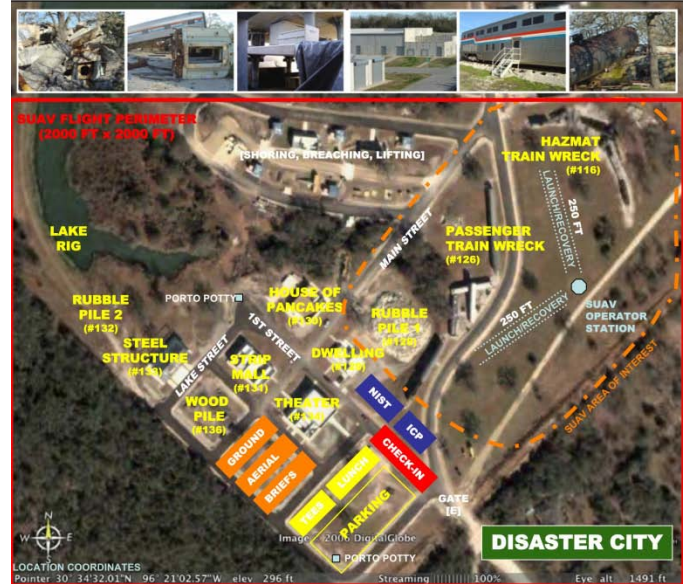 SUAV FLIGHT PERIMETER
(2000 FT x 2000 FT)
[SHORING, BREACHING, LIFTING]
HAZMAT
TRAIN WRECK
(#116)
250 FT
LAUNCH/RECOVERY
MAIN STREET
PASSENGER
TRAIN WRECK
(#126)
LAKE
RIG
250 FT
LAUNCH/RECOVERY
SUAV
OPERATOR
STATION
PORTO POTTY
HOUSE OF
PANCAKES
RUBBLE
PILE 2
(#132)
RUBBLE
1ST STREET
STEEL
STRUCTURE
LAKE STREET
STRIP
MALL
(#131)
DWELLING
SUAV AREA OF INTEREST
WOOD
PILE
(#136)
THEATER
NIST
ICP
CHECK-IN
GROUND
AERIAL
BRIEFS
LUNCH
PARKING
GATE
[E]
Image © 2006 DigitalGlobe
DISASTER CITY
N
W
E
S
PORTO POTTY
LOCATION COORDINATES
Pointer 30° 34'32.01"N 96° 21'02.57"W elev 296 ft Streaming |||||||||| 100% Eye alt 1491 ft